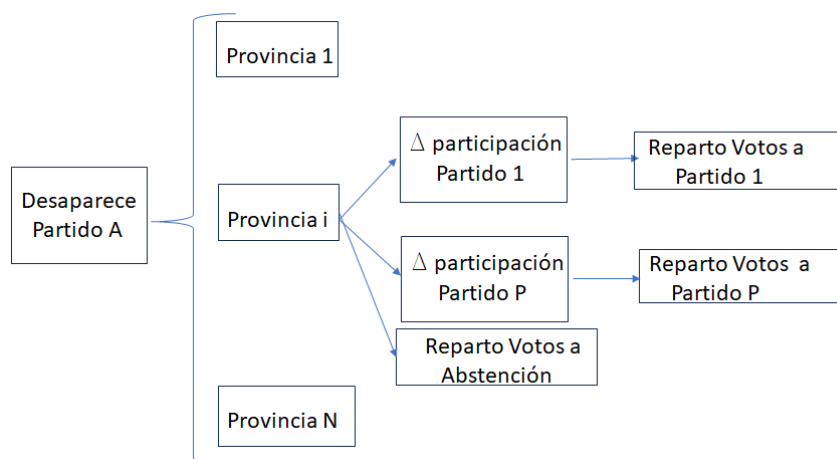 Desaparece
Partido A
Provincia 1
Provincia i
Provincia N
Δ participación
Partido 1
Reparto Votos a
Partido 1
Δ participación
Partido P
Reparto Votos a
Partido P
Reparto Votos a
Abstención